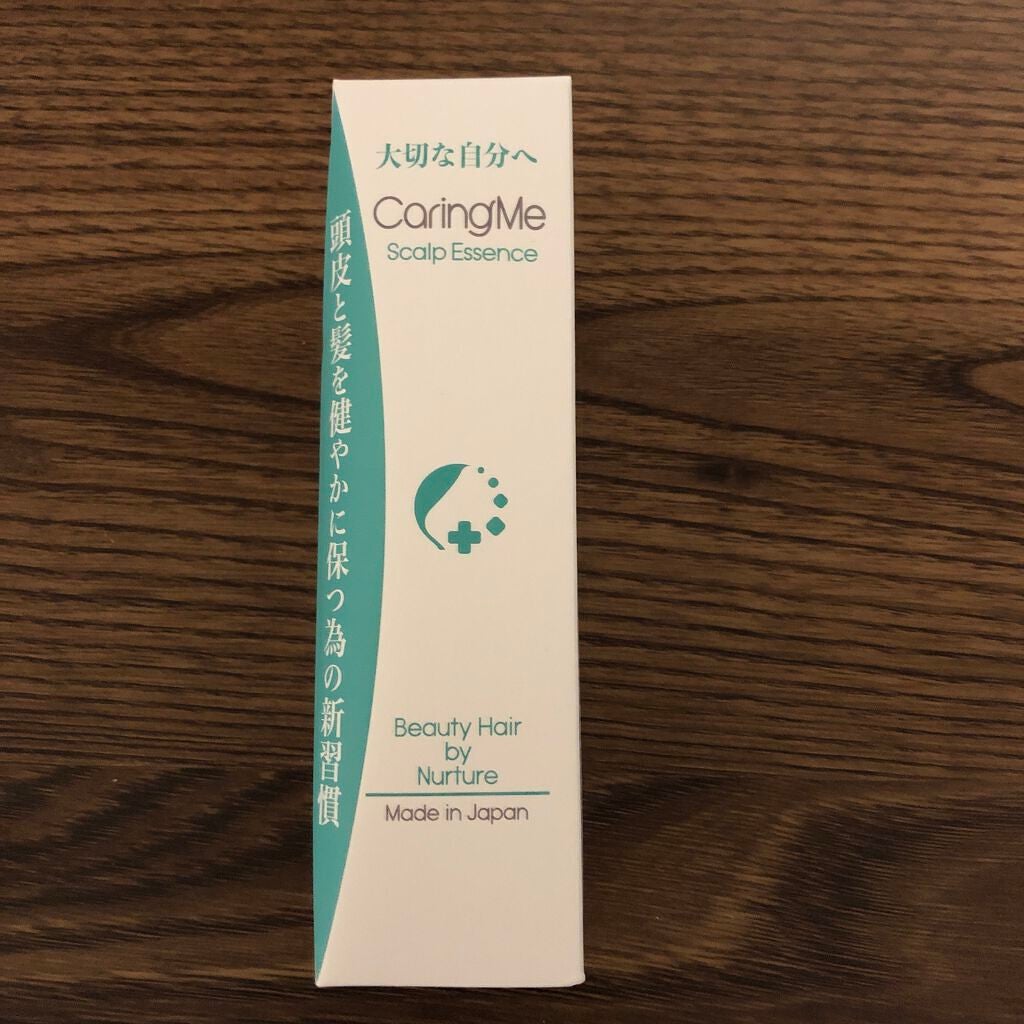 大切な自分へ
CaringMe
Scalp Essence
頭皮と髪を健やかに保つ為の新習慣
Beauty Hair
by
Nurture
Made in Japan